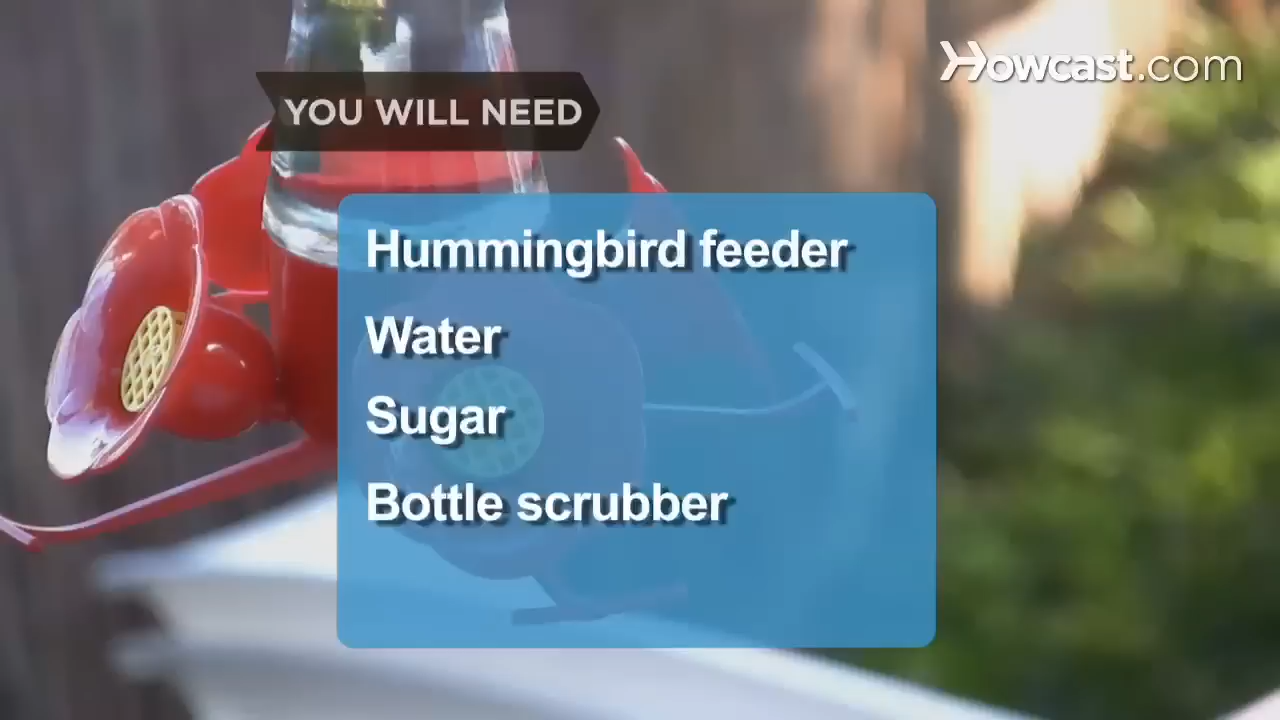 Howcast.com
YOU WILL NEED
Hummingbird feeder
Water
Sugar
Bottle scrubber